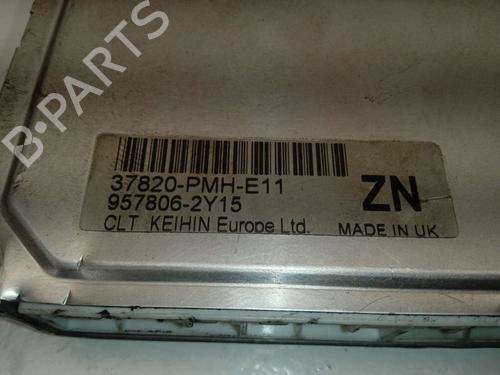 B-PARTS
37820-PMH-E11
957806-2Y15
ZN
CLT KEIHIN Europe Ltd.
MADE IN UK